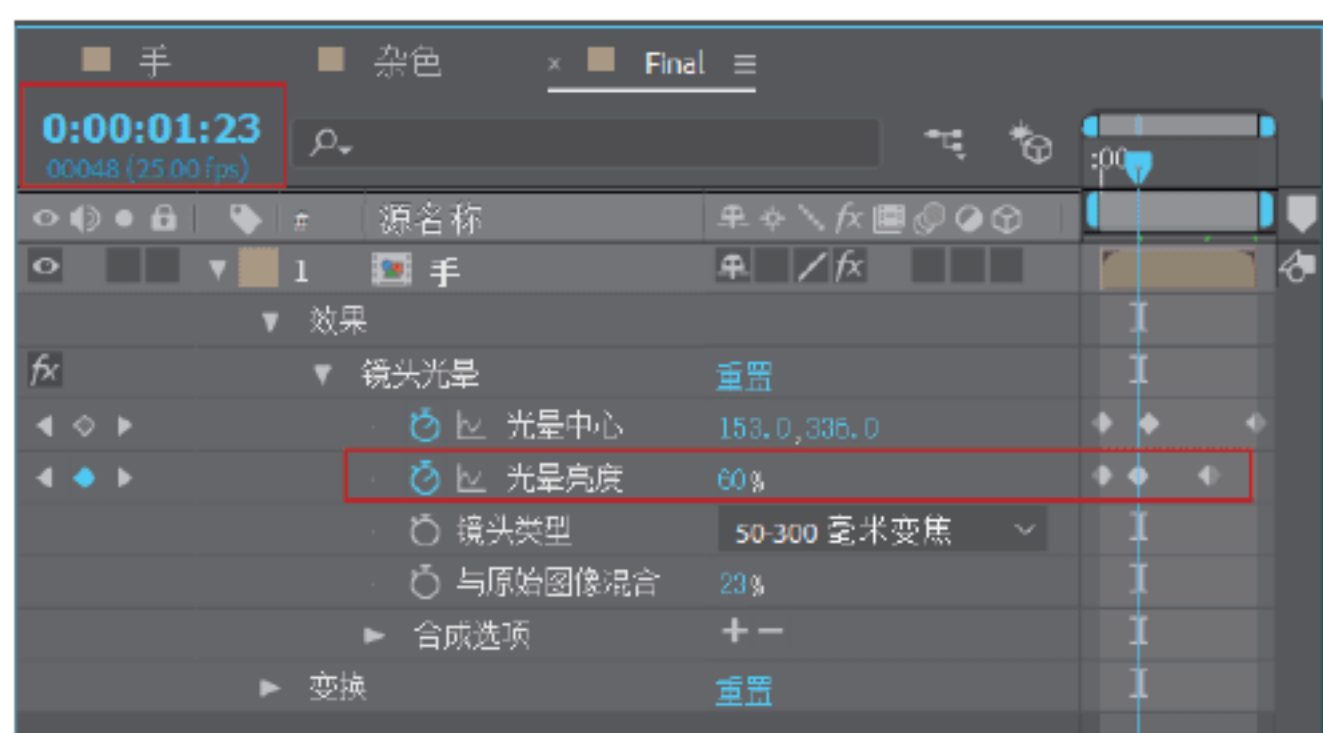 手 杂色 × Final
0:00:01:23
00048 (25.00 fps)
:00
# 源名称 fx
1 手 fx
效果
fx 镜头光晕 重置
光晕中心 153.0,336.0
光晕亮度 60%
镜头类型 50-300 毫米变焦
与原始图像混合 23%
合成选项 + −
变换 重置